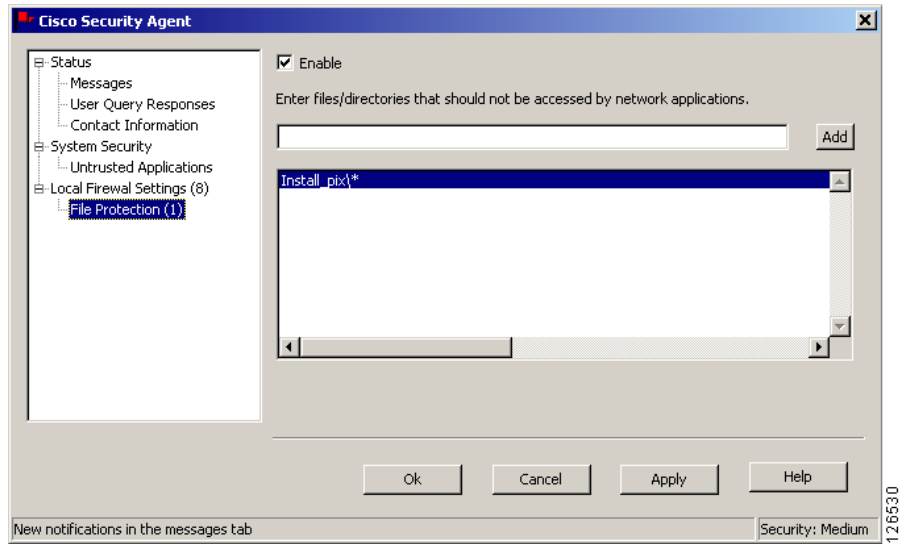 Cisco Security Agent
Status
Messages
User Query Responses
Contact Information
System Security
Untrusted Applications
Local Firewal Settings (8)
File Protection (1)
Enable
Enter files/directories that should not be accessed by network applications.
Add
Install_pix\*
Ok
Cancel
Apply
Help
New notifications in the messages tab
Security: Medium
126530